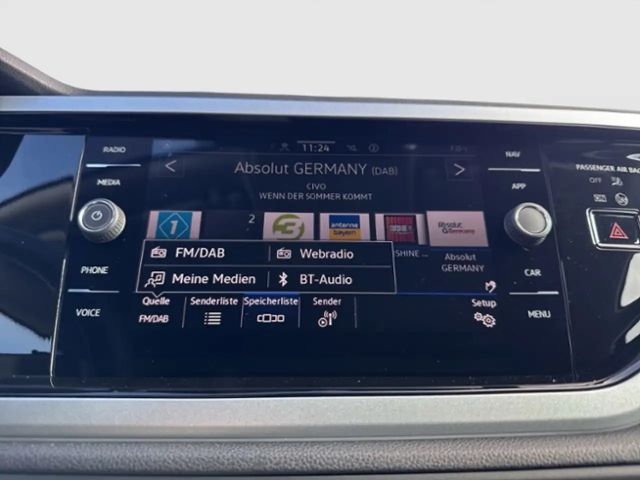 RADIO
MEDIA
PHONE
VOICE
11:24
Absolut GERMANY (DAB)
CIVO
WENN DER SOMMER KOMMT
1
2
3
antenne
bayern
Absolut
Germany
SHINE ...
Absolut
GERMANY
FM/DAB
Webradio
Meine Medien
BT-Audio
Quelle
Senderliste
Speicherliste
Sender
Setup
FM/DAB
NAV
APP
CAR
MENU
PASSENGER AIR BAG
OFF